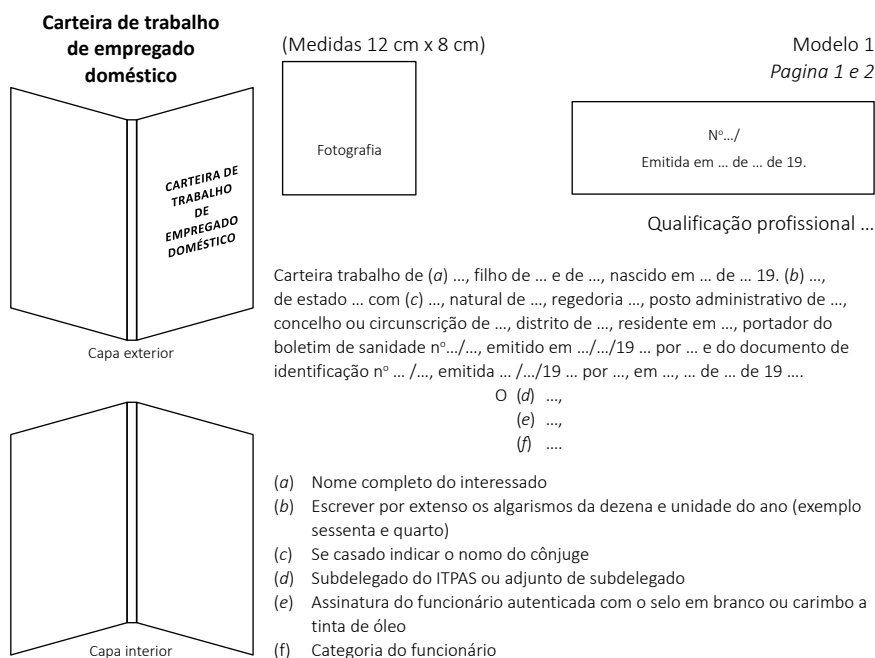 Carteira de trabalho
de empregado
doméstico
CARTEIRA DE
TRABALHO
DE
EMPREGADO
DOMÉSTICO
Capa exterior
Capa interior
(Medidas 12 cm x 8 cm)
Modelo 1
Pagina 1 e 2
Fotografia
Nº.../
Emitida em ... de ... de 19.
Qualificação profissional ...
Carteira trabalho de (a) ..., filho de ... e de ..., nascido em ... de ... 19. (b) ...,
de estado ... com (c) ..., natural de ..., regedoria ..., posto administrativo de ...,
concelho ou circunscrição de ..., distrito de ..., residente em ..., portador do
boletim de sanidade nº.../..., emitido em .../.../19 ... por ... e do documento de
identificação nº ... /..., emitida ... /.../19 ... por ..., em ..., ... de ... de 19 ....
O (d) ...,
(e) ...,
(f) ....
(a) Nome completo do interessado
(b) Escrever por extenso os algarismos da dezena e unidade do ano (exemplo
sessenta e quarto)
(c) Se casado indicar o nomo do cônjuge
(d) Subdelegado do ITPAS ou adjunto de subdelegado
(e) Assinatura do funcionário autenticada com o selo em branco ou carimbo a
tinta de óleo
(f) Categoria do funcionário